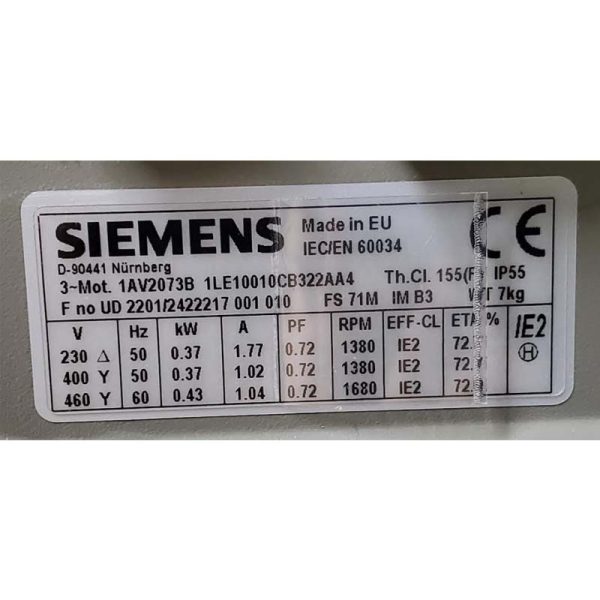 SIEMENS
Made in EU
IEC/EN 60034
CE
D-90441 Nürnberg
3~Mot. 1AV2073B 1LE10010CB322AA4 Th.Cl. 155(F) IP55
F no UD 2201/2422217 001 010 FS 71M IM B3 WT 7kg
V Hz kW A PF RPM EFF-CL ETA % IE2
230 Δ 50 0.37 1.77 0.72 1380 IE2
400 Y 50 0.37 1.02 0.72 1380 IE2
460 Y 60 0.43 1.04 0.72 1680 IE2
H